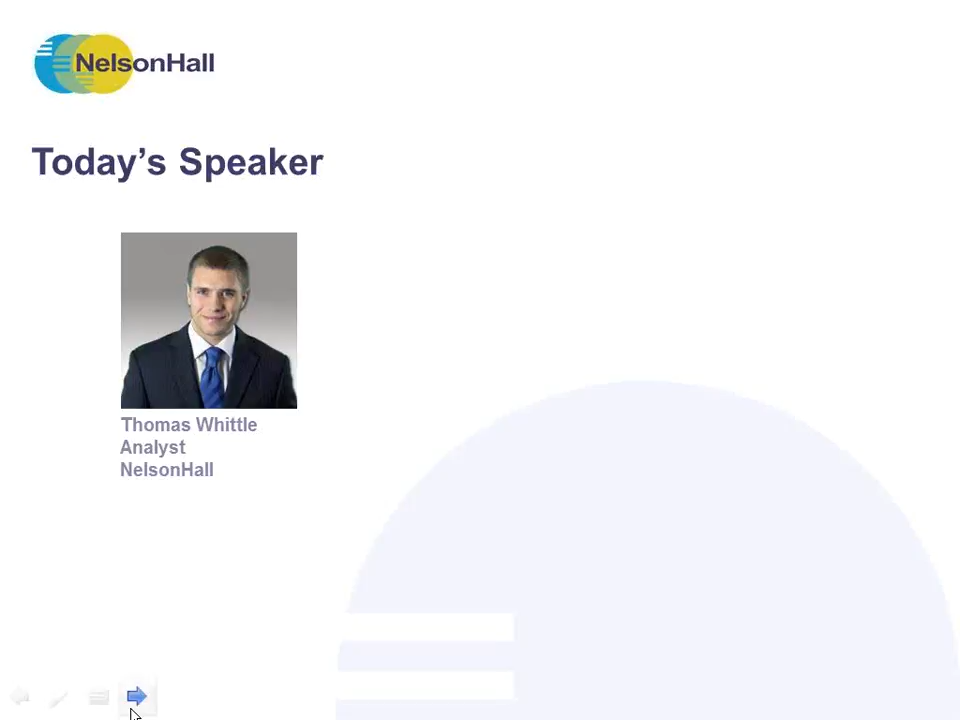 NelsonHall
Today’s Speaker
Thomas Whittle
Analyst
NelsonHall